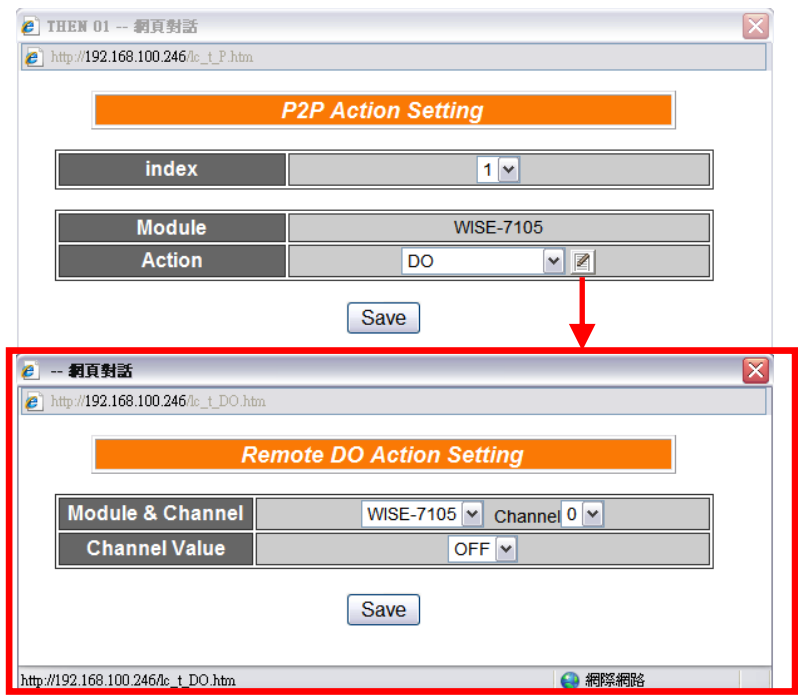 THEN 01 -- 網頁對話
http://192.168.100.246/lc_t_P.htm
P2P Action Setting
index 1
Module WISE-7105
Action DO
Save
-- 網頁對話
http://192.168.100.246/lc_t_DO.htm
Remote DO Action Setting
Module & Channel WISE-7105 Channel 0
Channel Value OFF
Save
http://192.168.100.246/lc_t_DO.htm 網際網路